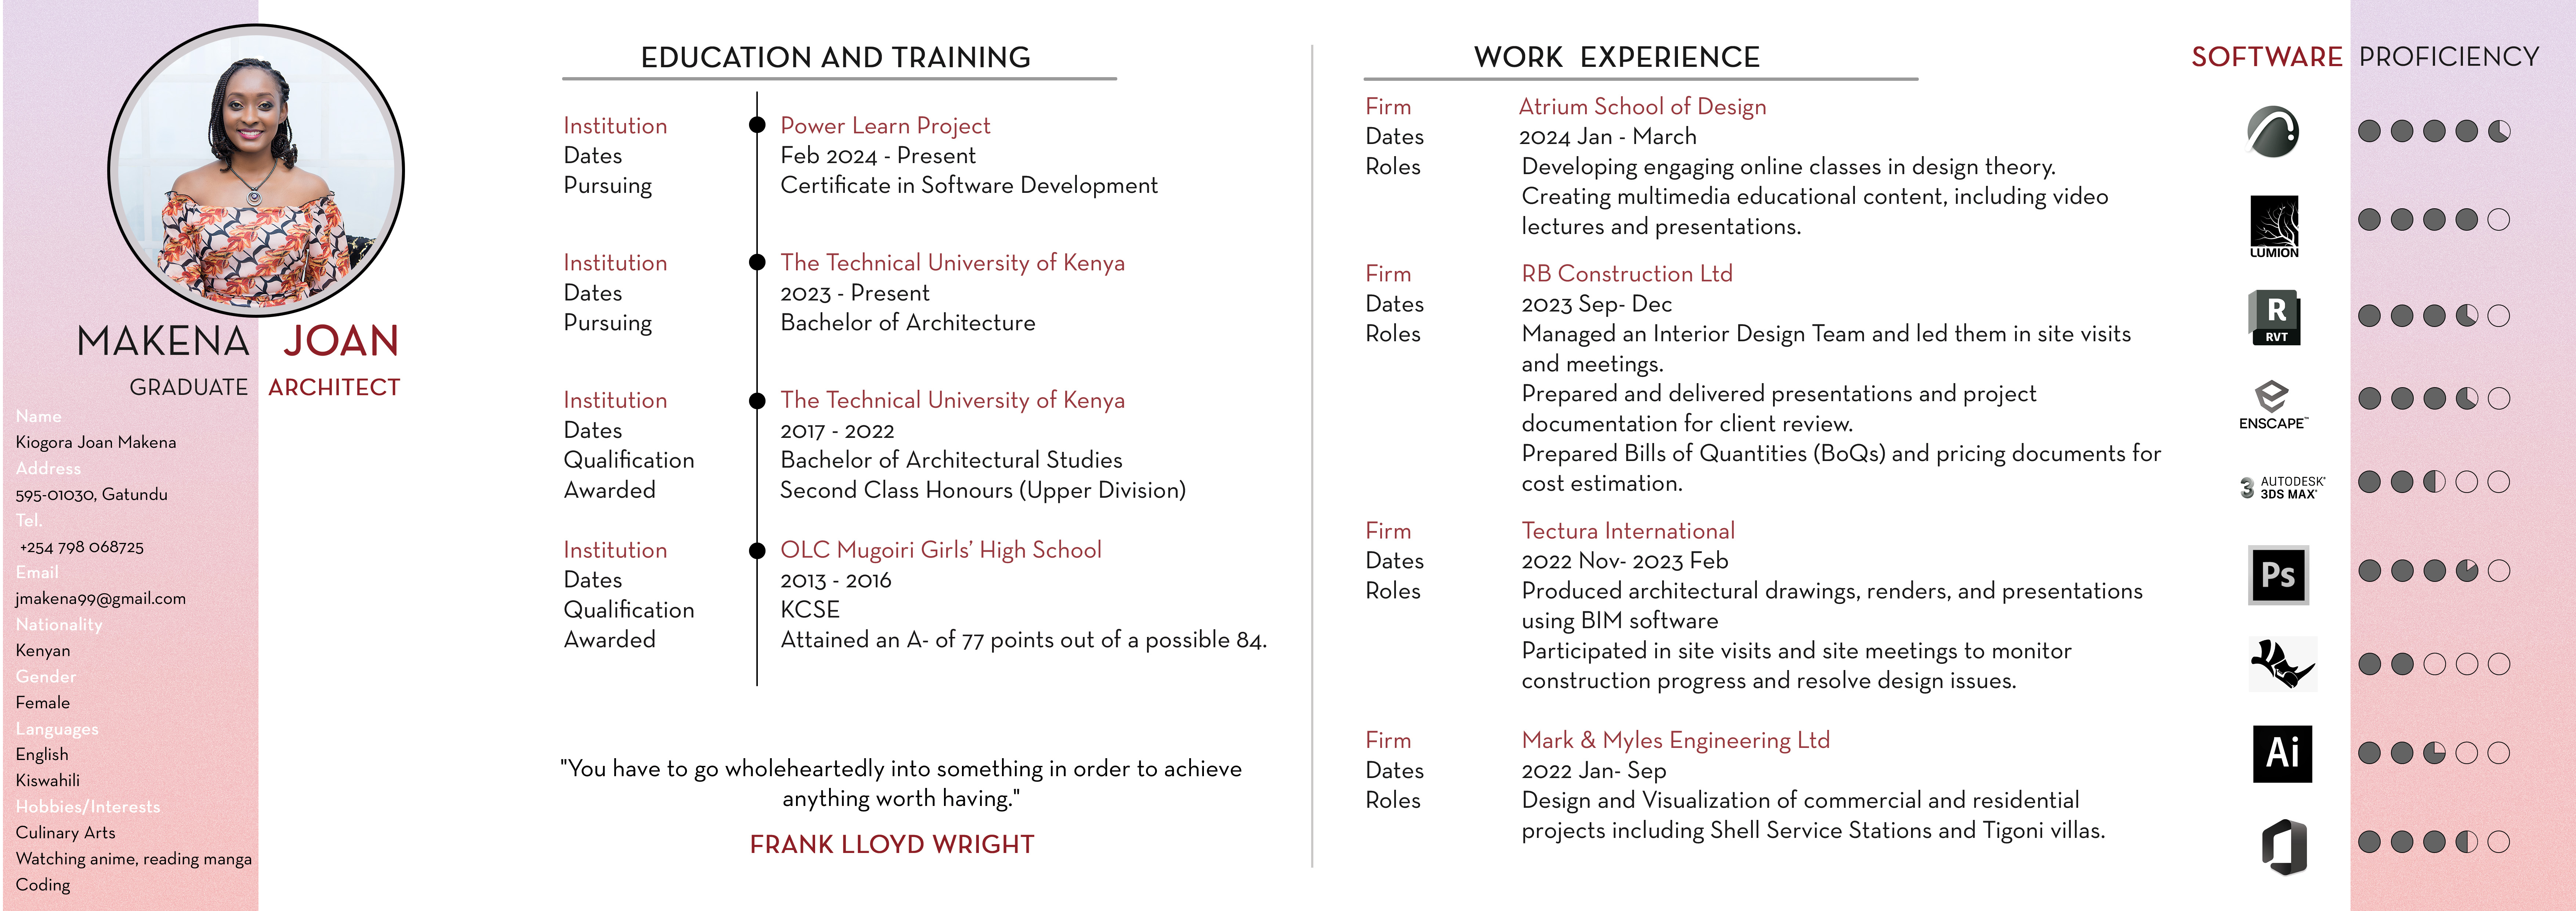 MAKENA JOAN
GRADUATE ARCHITECT
Name
Kiogora Joan Makena
Address
595-01030, Gatundu
Tel.
+254 798 068725
Email
jmakena99@gmail.com
Nationality
Kenyan
Gender
Female
Languages
English
Kiswahili
Hobbies/Interests
Culinary Arts
Watching anime, reading manga
Coding
EDUCATION AND TRAINING
Institution Power Learn Project
Dates Feb 2024 - Present
Pursuing Certificate in Software Development
Institution The Technical University of Kenya
Dates 2023 - Present
Pursuing Bachelor of Architecture
Institution The Technical University of Kenya
Dates 2017 - 2022
Qualification Bachelor of Architectural Studies
Awarded Second Class Honours (Upper Division)
Institution OLC Mugoiri Girls' High School
Dates 2013 - 2016
Qualification KCSE
Awarded Attained an A- of 77 points out of a possible 84.
"You have to go wholeheartedly into something in order to achieve
anything worth having."
FRANK LLOYD WRIGHT
WORK EXPERIENCE
Firm Atrium School of Design
Dates 2024 Jan - March
Roles Developing engaging online classes in design theory.
Creating multimedia educational content, including video
lectures and presentations.
Firm RB Construction Ltd
Dates 2023 Sep- Dec
Roles Managed an Interior Design Team and led them in site visits
and meetings.
Prepared and delivered presentations and project
documentation for client review.
Prepared Bills of Quantities (BoQs) and pricing documents for
cost estimation.
Firm Tectura International
Dates 2022 Nov- 2023 Feb
Roles Produced architectural drawings, renders, and presentations
using BIM software
Participated in site visits and site meetings to monitor
construction progress and resolve design issues.
Firm Mark & Myles Engineering Ltd
Dates 2022 Jan- Sep
Roles Design and Visualization of commercial and residential
projects including Shell Service Stations and Tigoni villas.
SOFTWARE PROFICIENCY
LUMION
R
RVT
ENSCAPE™
3 AUTODESK®
3DS MAX®
Ps
Ai